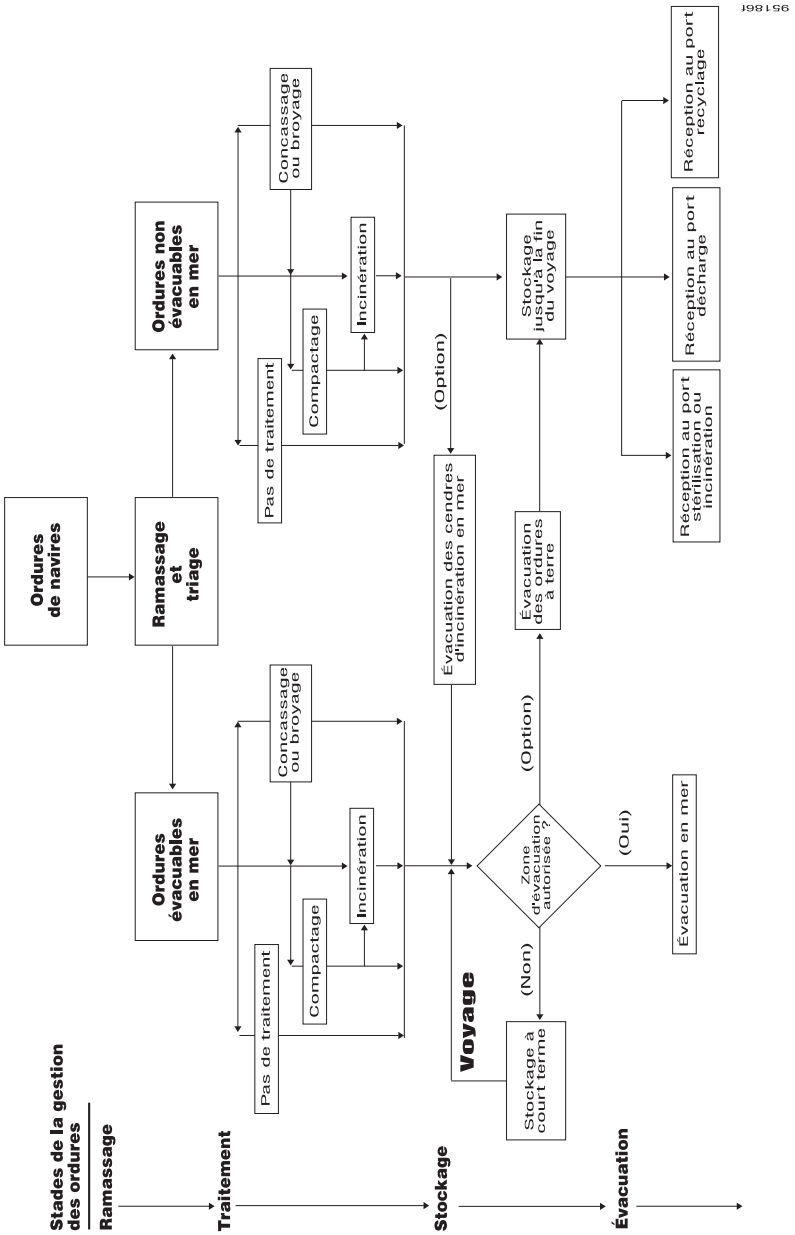 Stades de la gestion
des ordures
Ramassage
Traitement
Stockage
Évacuation
Ordures
de navires
Ramassage
et
triage
Ordures
évacuables
en mer
Ordures non
évacuables
en mer
Pas de traitement
Compactage
Incinération
Concassage
ou broyage
Pas de traitement
Compactage
Incinération
Concassage
ou broyage
Voyage
Évacuation des cendres
d'incinération en mer
(Option)
Stockage à
court terme
(Non)
Zone
d'évacuation
autorisée ?
(Option)
Évacuation
des ordures
à terre
Stockage
jusqu'à la fin
du voyage
(Oui)
Évacuation en mer
Réception au port
stérilisation ou
incinération
Réception au port
décharge
Réception au port
recyclage
95186f